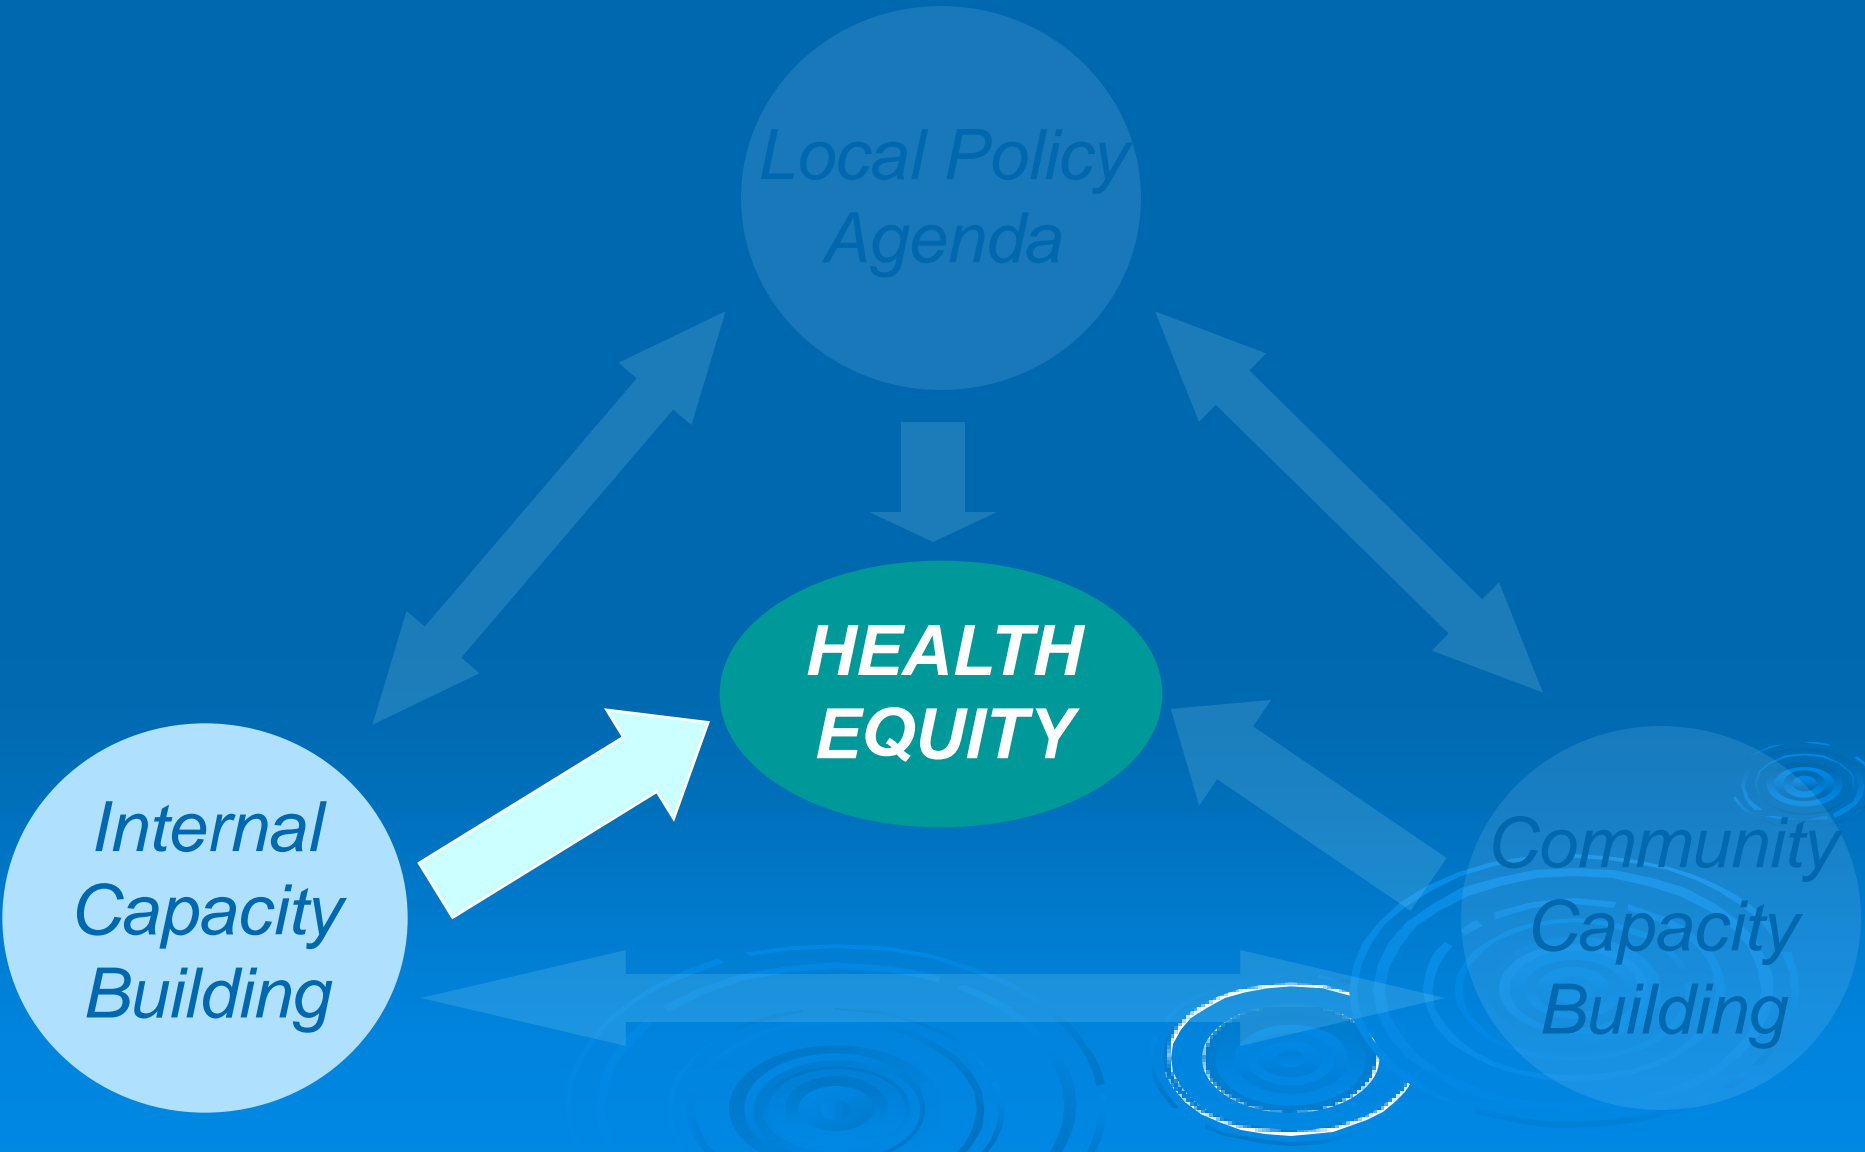 Local Policy
Agenda
HEALTH
EQUITY
Internal
Capacity
Building
Community
Capacity
Building